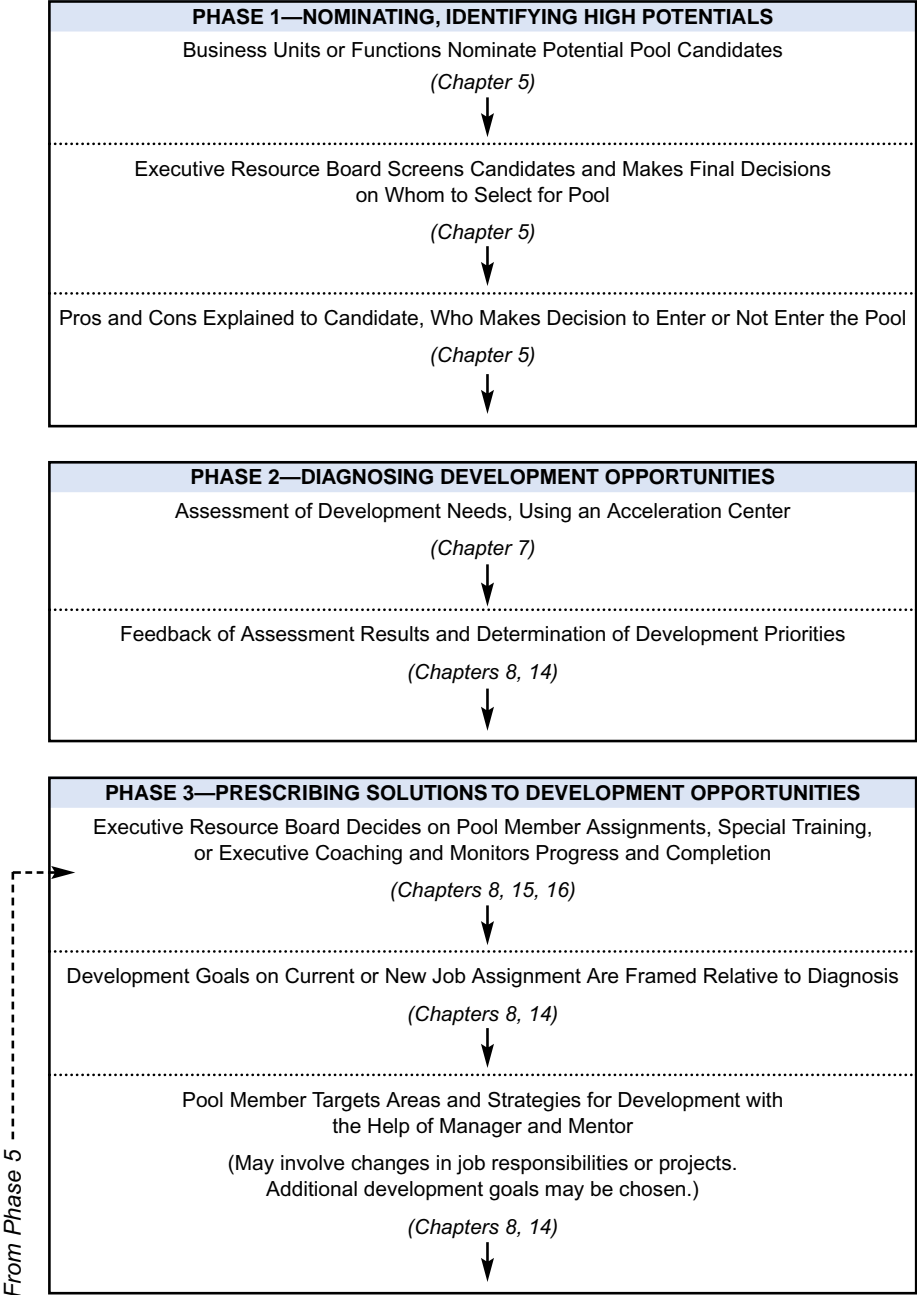 PHASE 1—NOMINATING, IDENTIFYING HIGH POTENTIALS
Business Units or Functions Nominate Potential Pool Candidates
(Chapter 5)
Executive Resource Board Screens Candidates and Makes Final Decisions
on Whom to Select for Pool
(Chapter 5)
Pros and Cons Explained to Candidate, Who Makes Decision to Enter or Not Enter the Pool
(Chapter 5)
PHASE 2—DIAGNOSING DEVELOPMENT OPPORTUNITIES
Assessment of Development Needs, Using an Acceleration Center
(Chapter 7)
Feedback of Assessment Results and Determination of Development Priorities
(Chapters 8, 14)
PHASE 3—PRESCRIBING SOLUTIONS TO DEVELOPMENT OPPORTUNITIES
Executive Resource Board Decides on Pool Member Assignments, Special Training,
or Executive Coaching and Monitors Progress and Completion
(Chapters 8, 15, 16)
Development Goals on Current or New Job Assignment Are Framed Relative to Diagnosis
(Chapters 8, 14)
Pool Member Targets Areas and Strategies for Development with
the Help of Manager and Mentor
(May involve changes in job responsibilities or projects.
Additional development goals may be chosen.)
(Chapters 8, 14)
From Phase 5